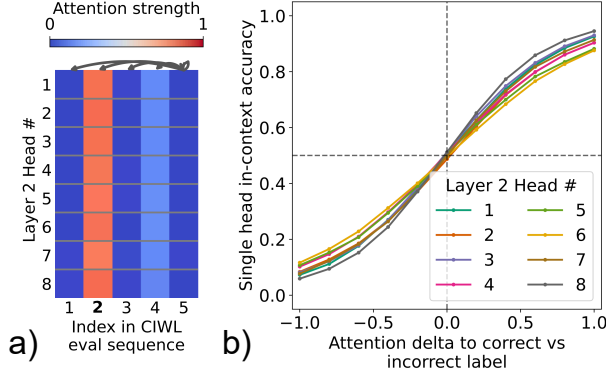 Attention strength
0 1
Layer 2 Head #
1
2
3
4
5
6
7
8
1 2 3 4 5
Index in CIWL
eval sequence
a)
Single head in-context accuracy
1.0
0.8
0.6
0.4
0.2
0.0
Layer 2 Head #
1 5
2 6
3 7
4 8
−1.0 −0.5 0.0 0.5 1.0
Attention delta to correct vs
incorrect label
b)